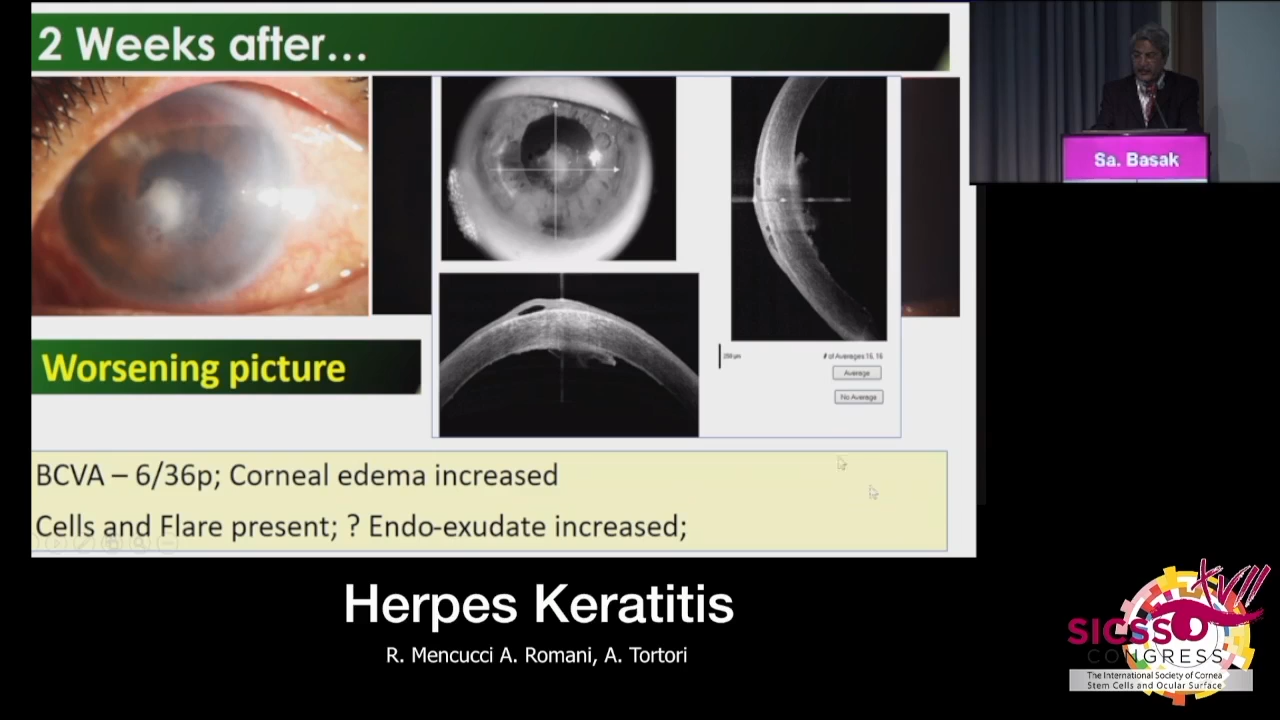 2 Weeks after...
Sa. Basak
Worsening picture
# of Averages 16, 16
Average
No Average
BCVA – 6/36p; Corneal edema increased
Cells and Flare present; ? Endo-exudate increased;
Herpes Keratitis
R. Mencucci A. Romani, A. Tortori
XVII
SICSSO
CONGRESS
The International Society of Cornea
Stem Cells and Ocular Surface